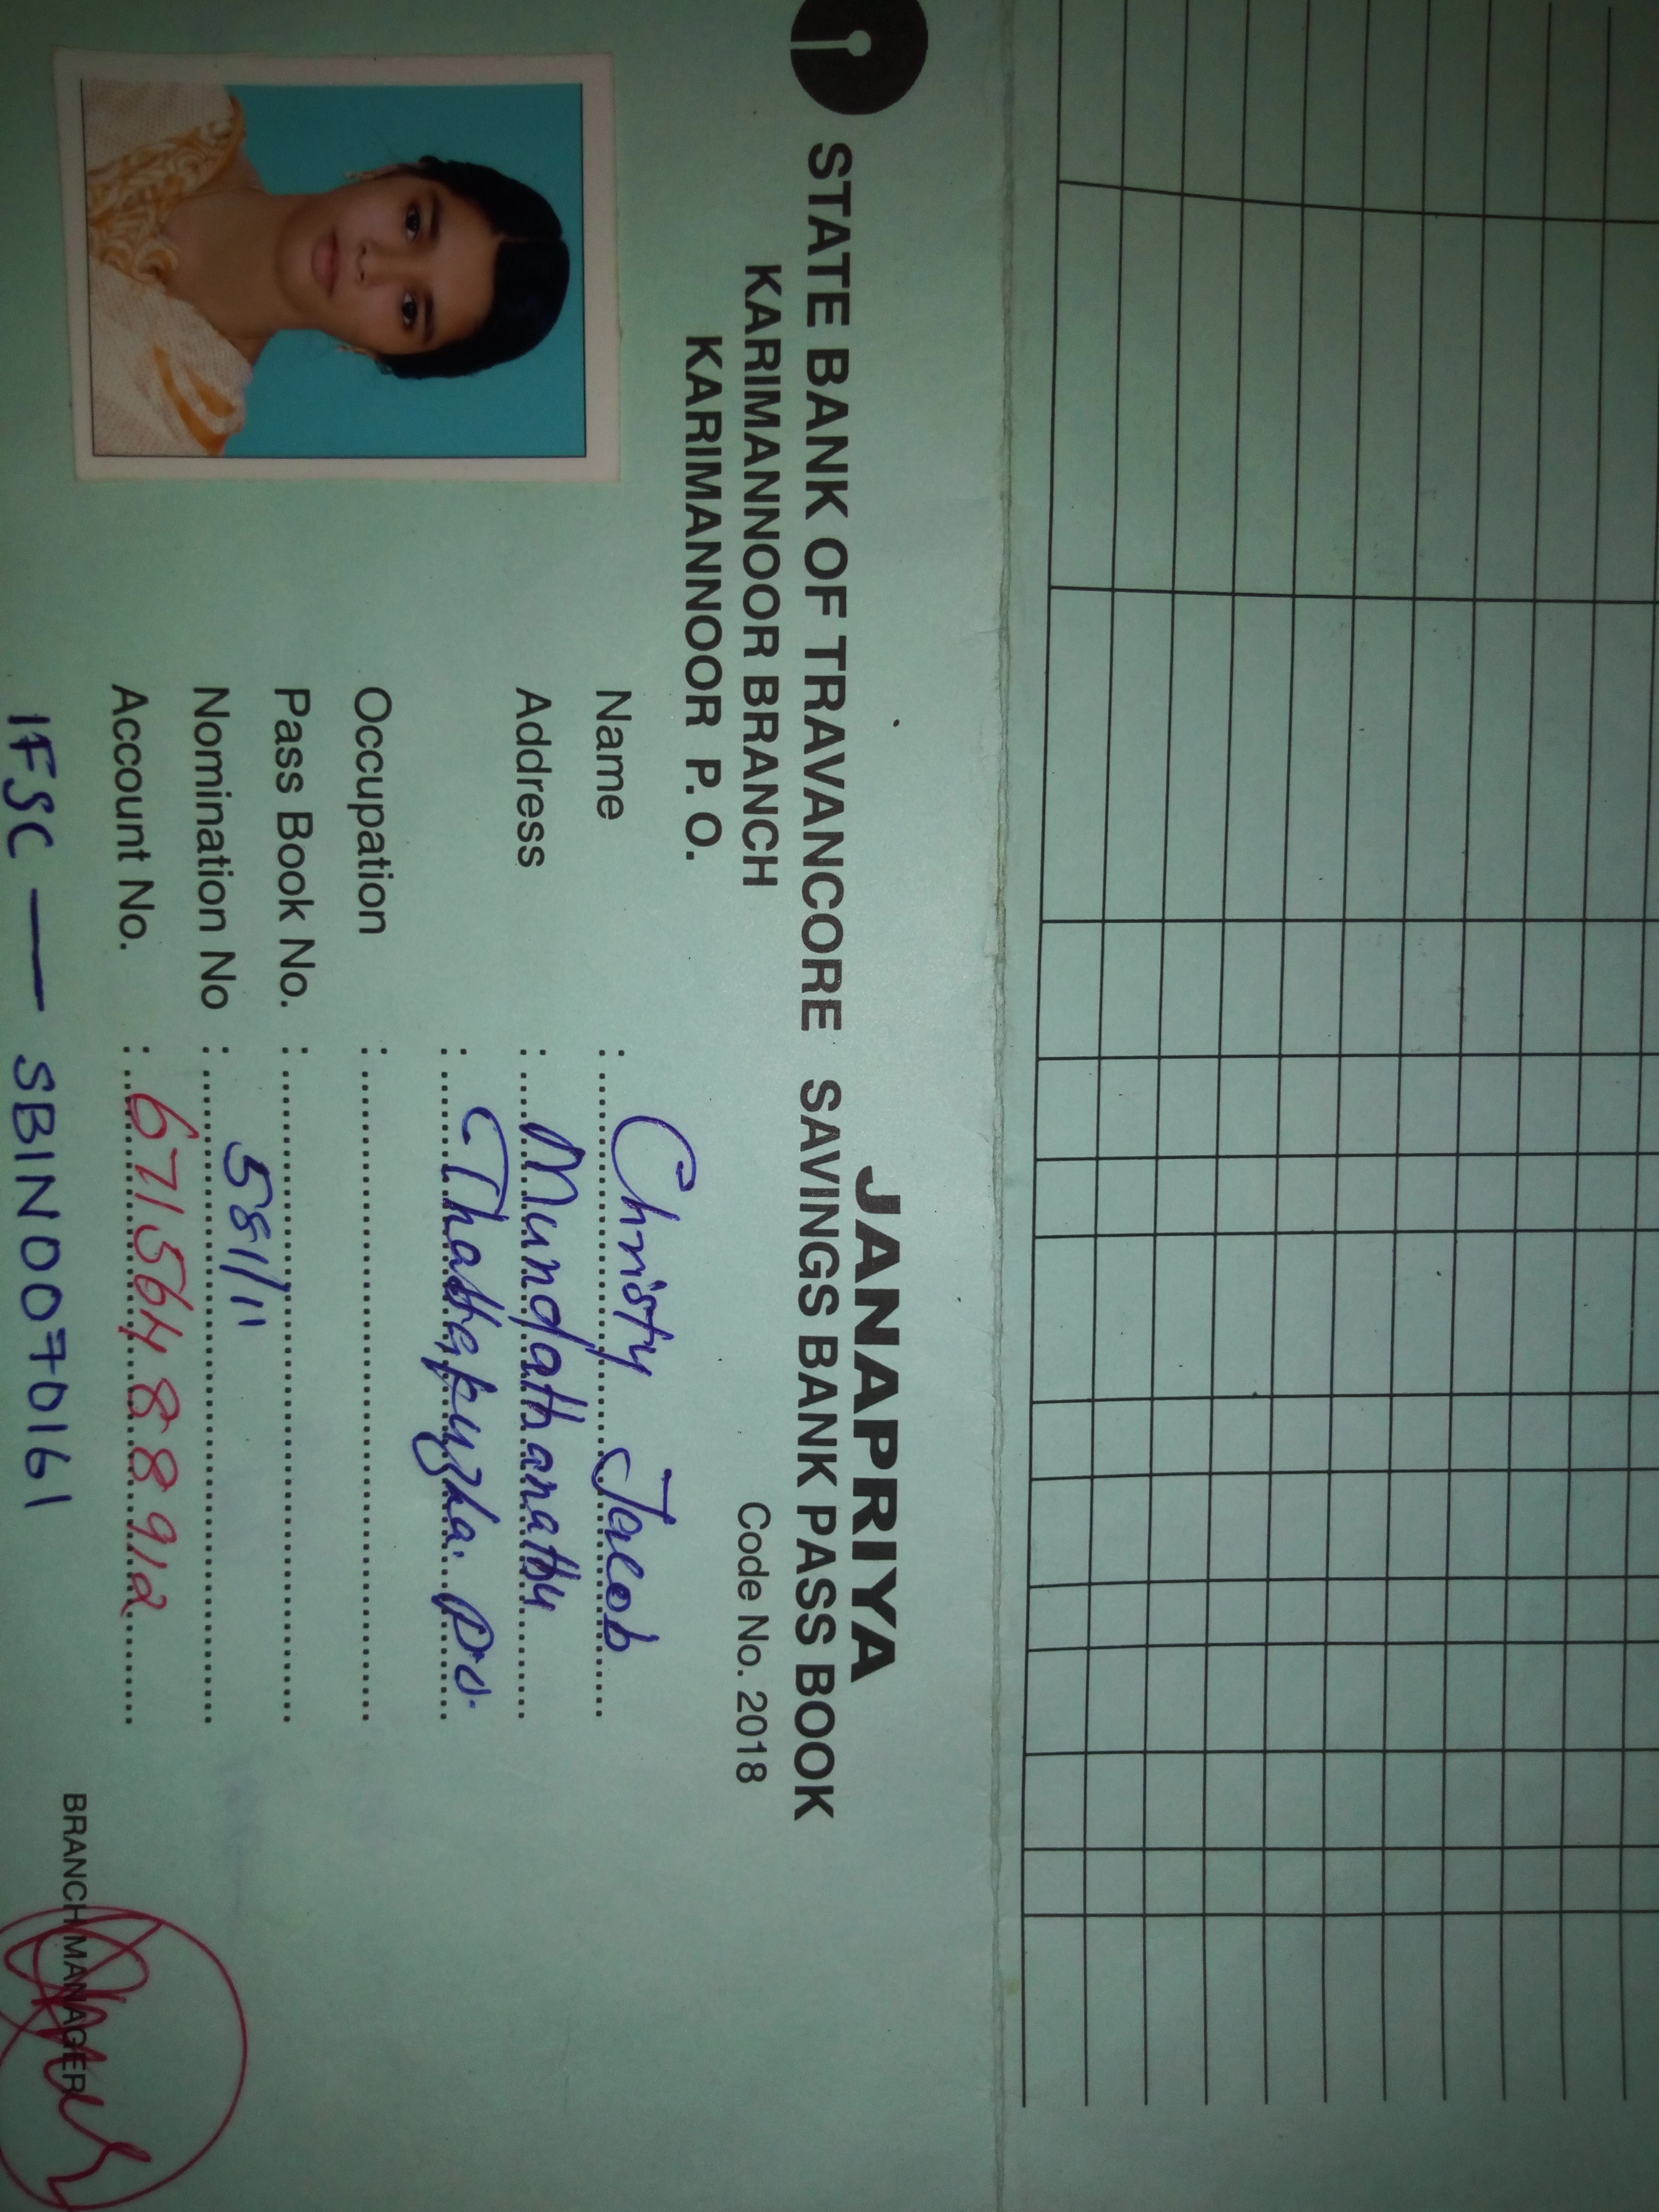 JANAPRIYA
STATE BANK OF TRAVANCORE SAVINGS BANK PASS BOOK
KARIMANNOOR BRANCH Code No. 2018
KARIMANNOOR P. O.
Name : Christy Jacob
Address : Mundathanathu
: Thattakuzha. P.O.
Occupation :
Pass Book No. :
Nomination No : 581/11
Account No. : 67156488912
IFSC — SBIN0070161
BRANCH MANAGER